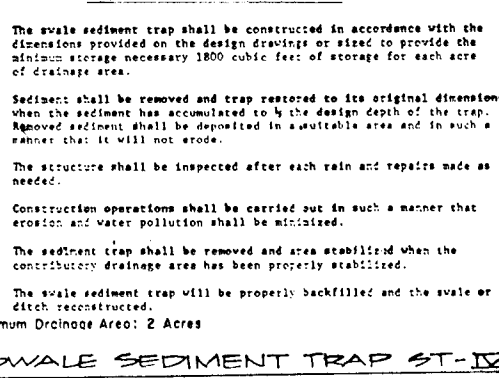 The swale sediment trap shall be constructed in accordance with the
dimensions provided on the design drawings or sized to provide the
minimum storage necessary 1800 cubic feet of storage for each acre
of drainage area.
Sediment shall be removed and trap restored to its original dimension
when the sediment has accumulated to ½ the design depth of the trap.
Removed sediment shall be deposited in a suitable area and in such a
manner that it will not erode.
The structure shall be inspected after each rain and repairs made as
needed.
Construction operations shall be carried out in such a manner that
erosion and water pollution shall be minimized.
The sediment trap shall be removed and area stabilized when the
contributory drainage area has been properly stabilized.
The swale sediment trap will be properly backfilled and the swale or
ditch reconstructed.
mum Drainage Area: 2 Acres
SWALE SEDIMENT TRAP ST-IV